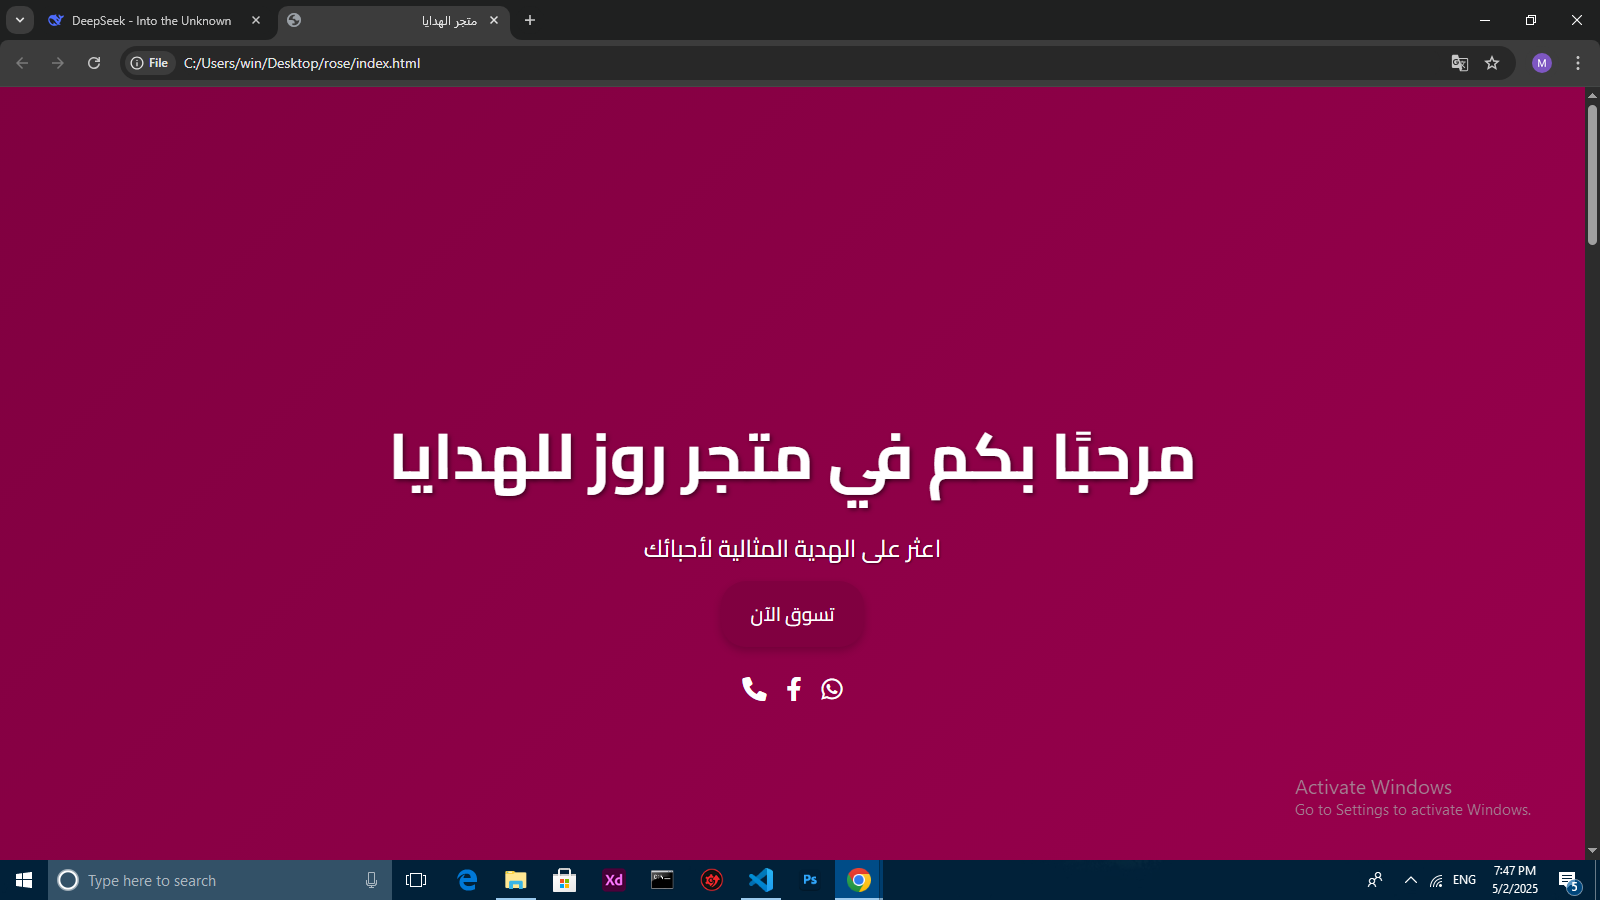 DeepSeek - Into the Unknown
متجر الهدايا
File
C:/Users/win/Desktop/rose/index.html
M
مرحبًا بكم في متجر روز للهدايا
اعثر على الهدية المثالية لأحبائك
تسوق الآن
Activate Windows
Go to Settings to activate Windows.
Type here to search
Xd
Ps
ENG
7:47 PM
5/2/2025
5